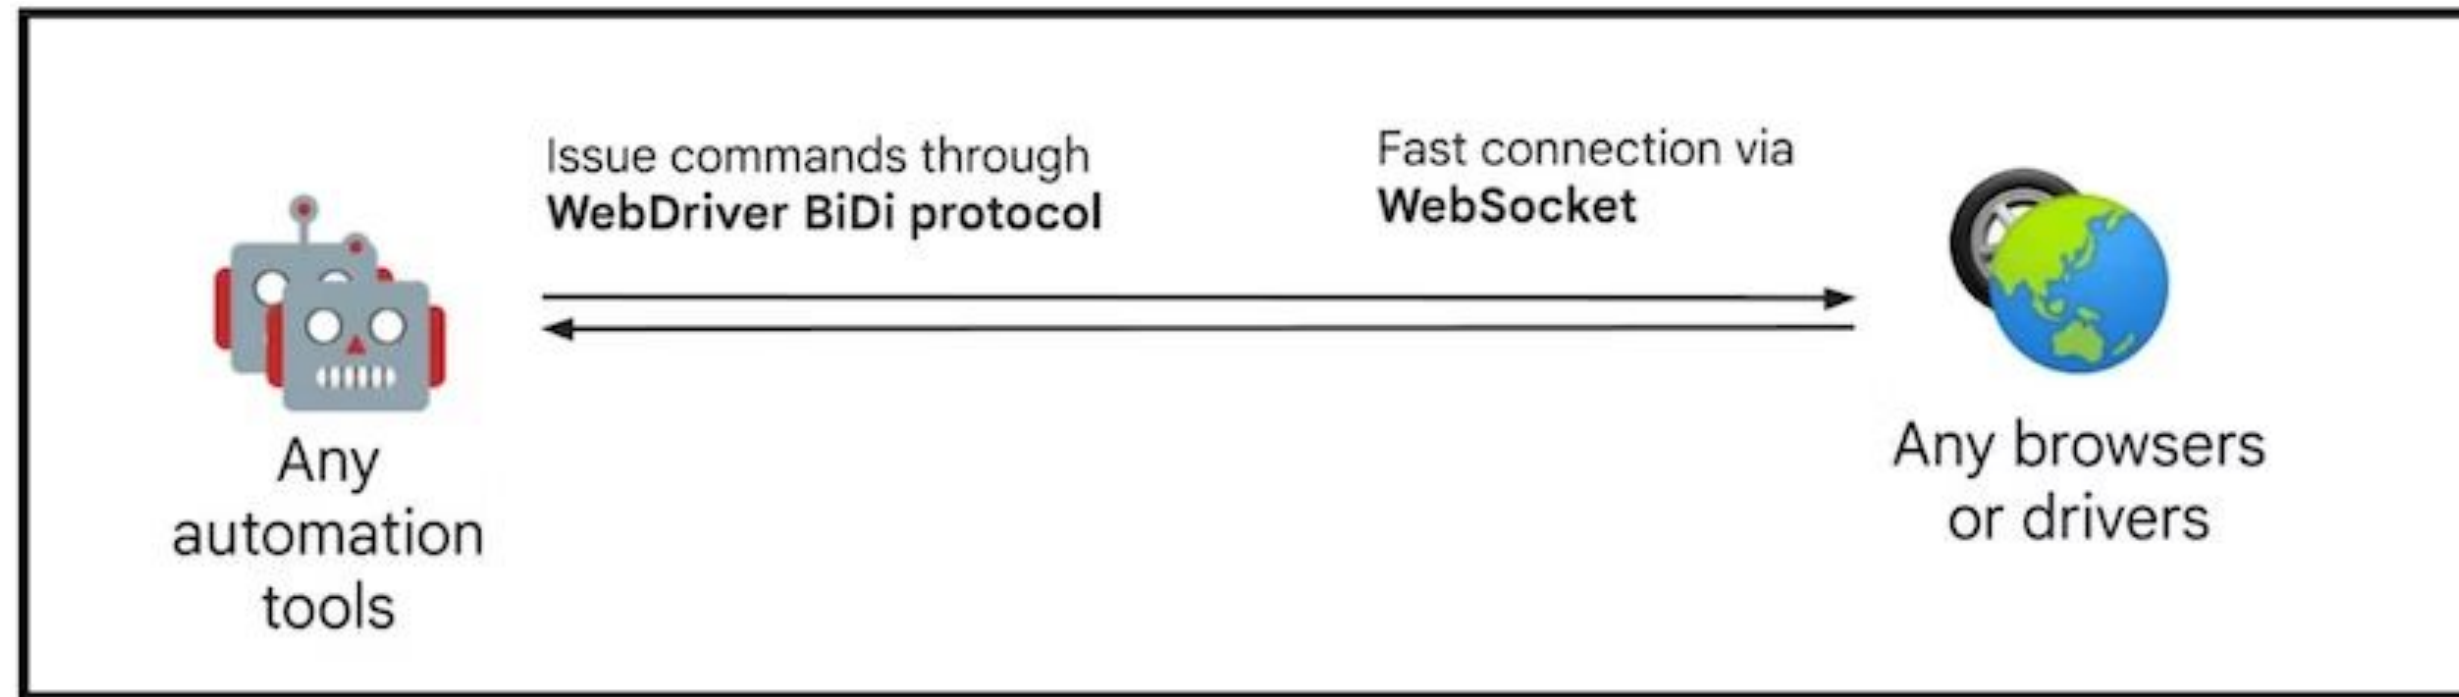 Issue commands through
WebDriver BiDi protocol
Fast connection via
WebSocket
Any
automation
tools
Any browsers
or drivers